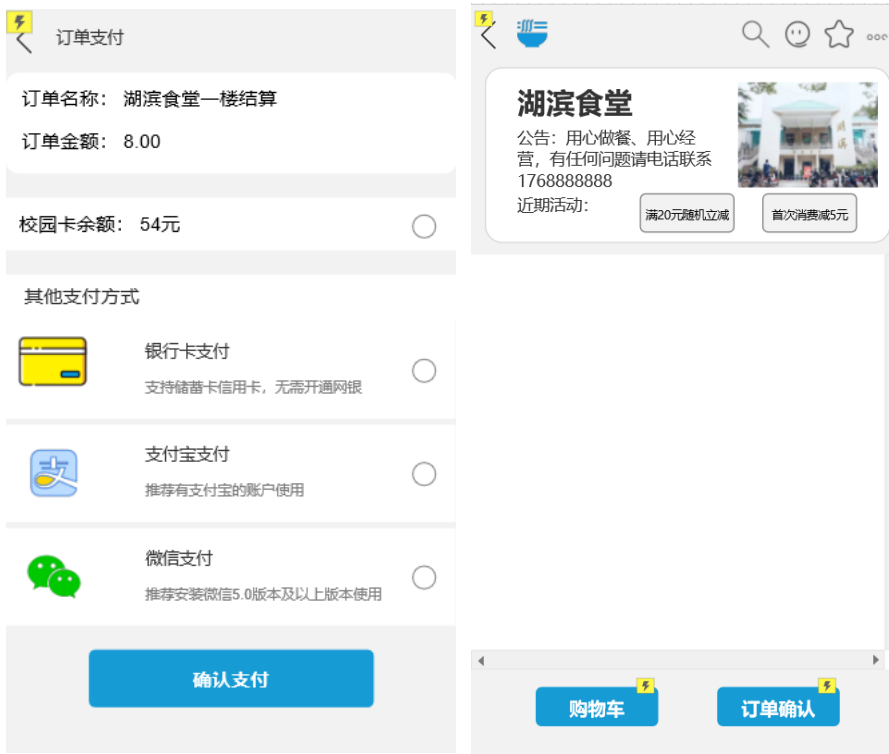 订单支付
订单名称： 湖滨食堂一楼结算
订单金额： 8.00
校园卡余额： 54元
其他支付方式
银行卡支付
支持储蓄卡信用卡，无需开通网银
支付宝支付
推荐有支付宝的账户使用
微信支付
推荐安装微信5.0版本及以上版本使用
确认支付
湖滨食堂
公告：用心做餐、用心经
营，有任何问题请电话联系
1768888888
近期活动：
满20元随机立减
首次消费减5元
购物车
订单确认